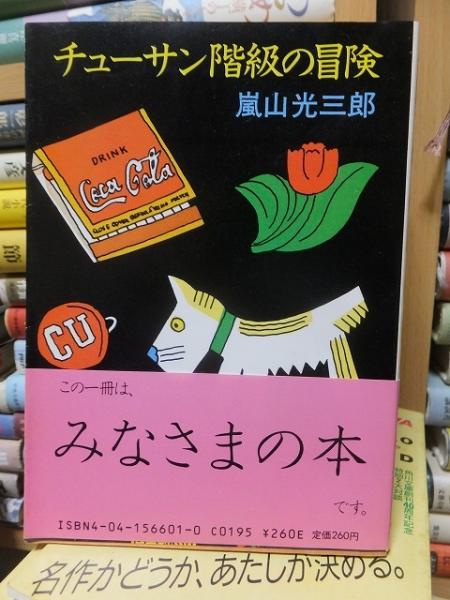 チューサン階級の冒険
嵐山光三郎
DRINK
Coca Cola
CU
この一冊は、
みなさまの本
です。
ISBN4-04-156601-0 C0195 ¥260E 定価260円
名作かどうか、あたしか決める。